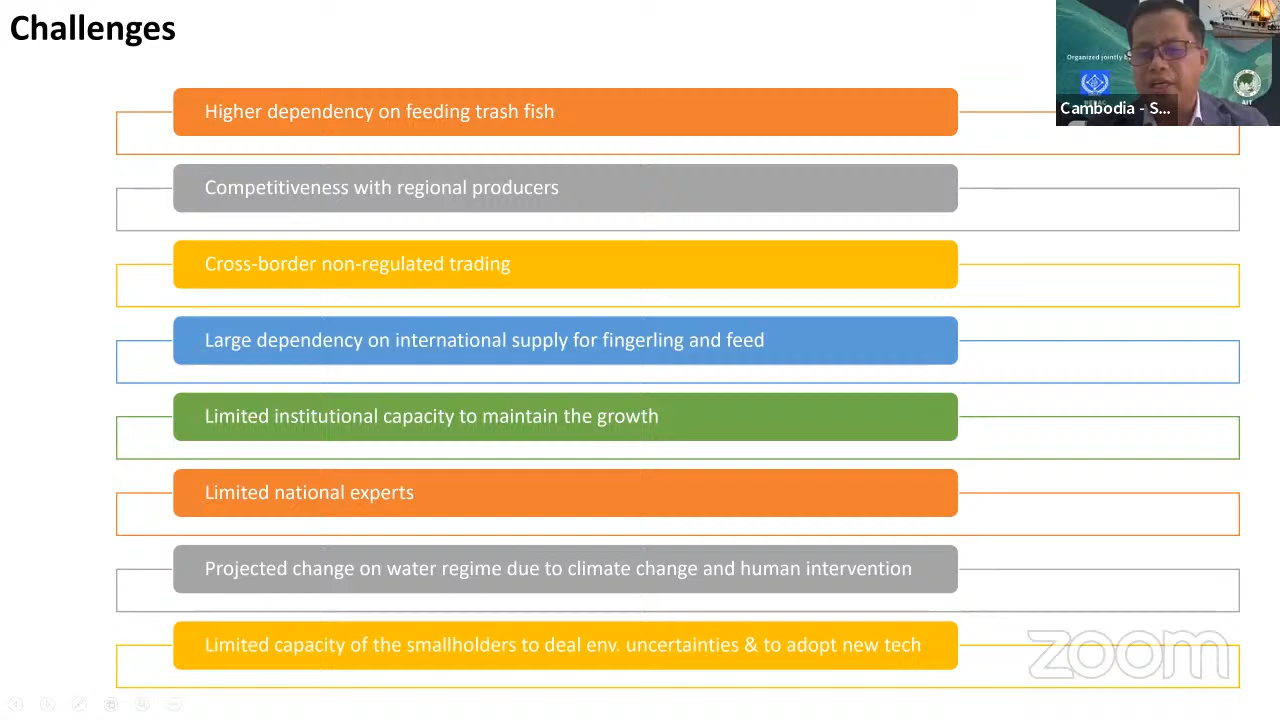 Challenges
Organized jointly
Cambodia - S...
AIT
Higher dependency on feeding trash fish
Competitiveness with regional producers
Cross-border non-regulated trading
Large dependency on international supply for fingerling and feed
Limited institutional capacity to maintain the growth
Limited national experts
Projected change on water regime due to climate change and human intervention
Limited capacity of the smallholders to deal env. uncertainties & to adopt new tech
zoom